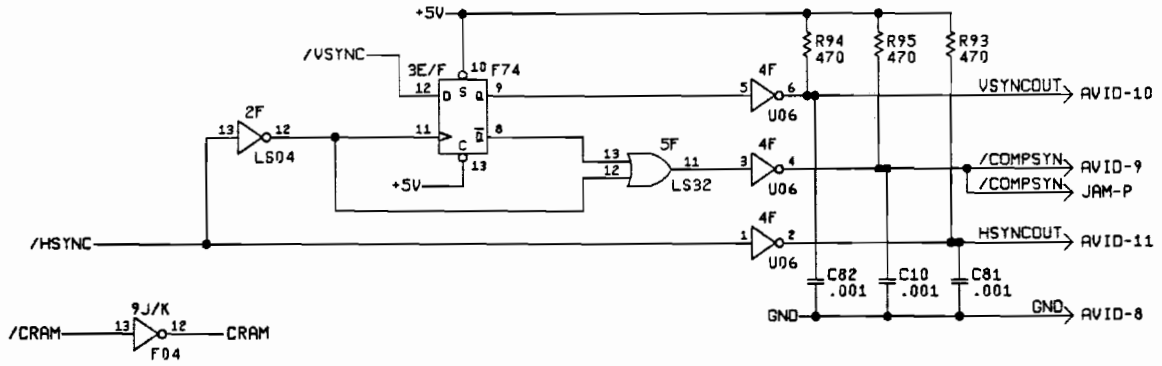 +5V
R94
470
R95
470
R93
470
/VSYNC
3E/F
10
F74
12
D
S
Q
9
4F
5
6
U06
VSYNCOUT
AVID-10
2F
13
12
LS04
11
Q
8
C
13
+5V
5F
13
12
11
LS32
4F
3
4
U06
/COMPSYN
AVID-9
/COMPSYN
JAM-P
/HSYNC
4F
1
2
U06
HSYNCOUT
AVID-11
C82
.001
C10
.001
C81
.001
GND
GND
AVID-8
9J/K
/CRAM
13
12
CRAM
F04